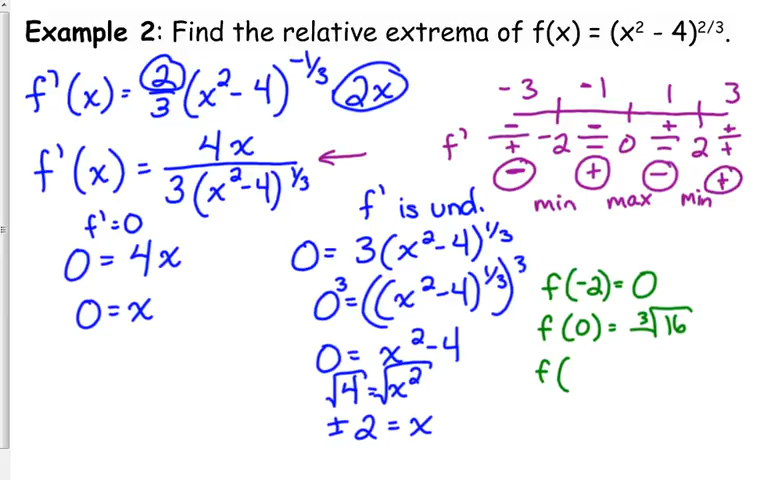 Example 2: Find the relative extrema of f(x) = (x² - 4)^2/3.
f'(x) = 2/3 (x² - 4)^-1/3 2x
f'(x) = 4x / 3(x² - 4)^1/3 ←
f' = 0
0 = 4x
0 = x
f' is und.
0 = 3(x² - 4)^1/3
0³ = ((x² - 4)^1/3)³
0 = x² - 4
√4 = √x²
± 2 = x
-3 -1 1 3
f' -/+ -2 -/- 0 +/- 2 +/+
- + - +
min max min
f(-2) = 0
f(0) = ³√16
f(